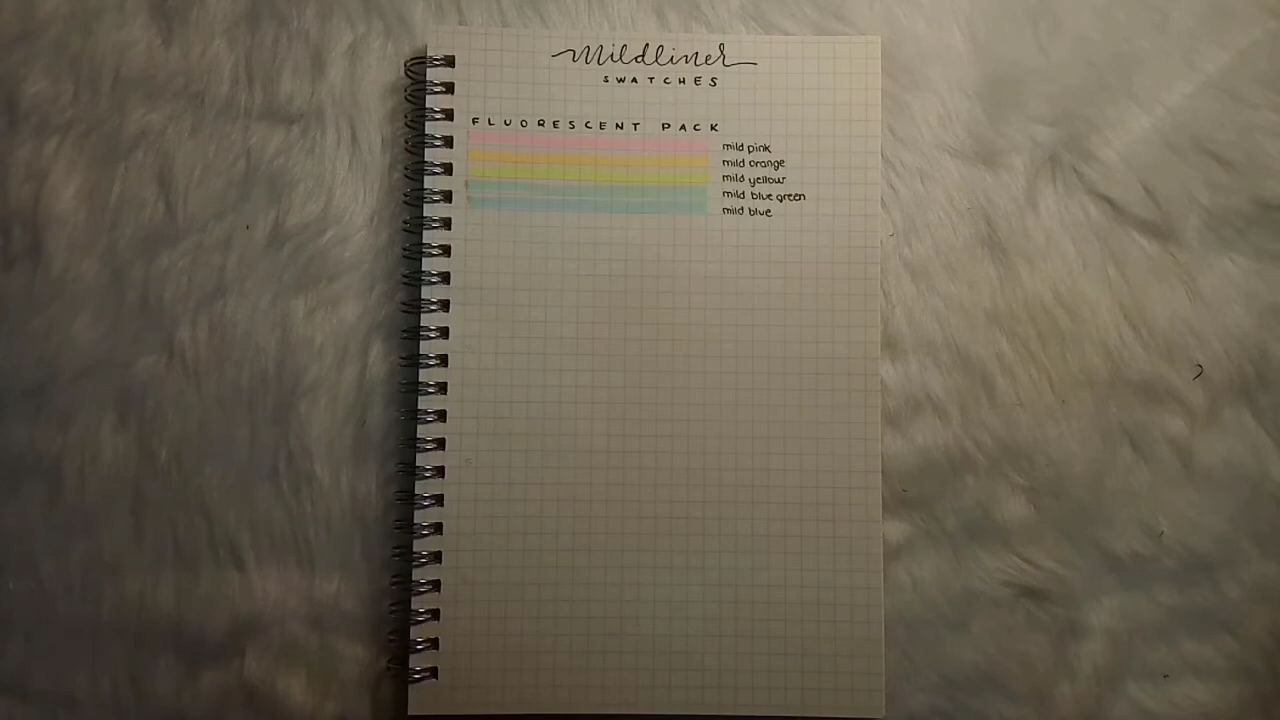 Mildliner
SWATCHES
FLUORESCENT PACK
mild pink
mild orange
mild yellow
mild blue green
mild blue